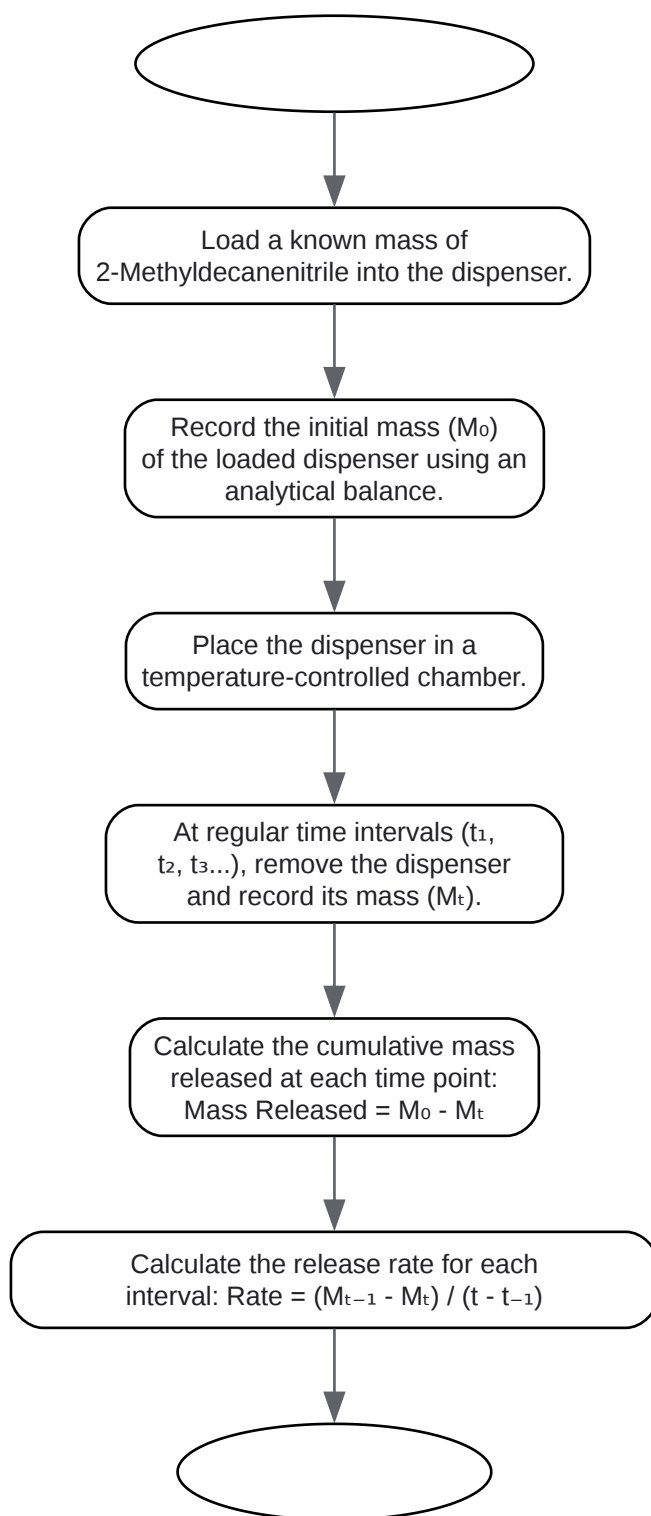 Load a known mass of
2-Methyldecanenitrile into the dispenser.
Record the initial mass (M₀)
of the loaded dispenser using an
analytical balance.
Place the dispenser in a
temperature-controlled chamber.
At regular time intervals (t₁,
t₂, t₃...), remove the dispenser
and record its mass (Mₜ).
Calculate the cumulative mass
released at each time point:
Mass Released = M₀ - Mₜ
Calculate the release rate for each
interval: Rate = (Mₜ₋₁ - Mₜ) / (t - t₋₁)